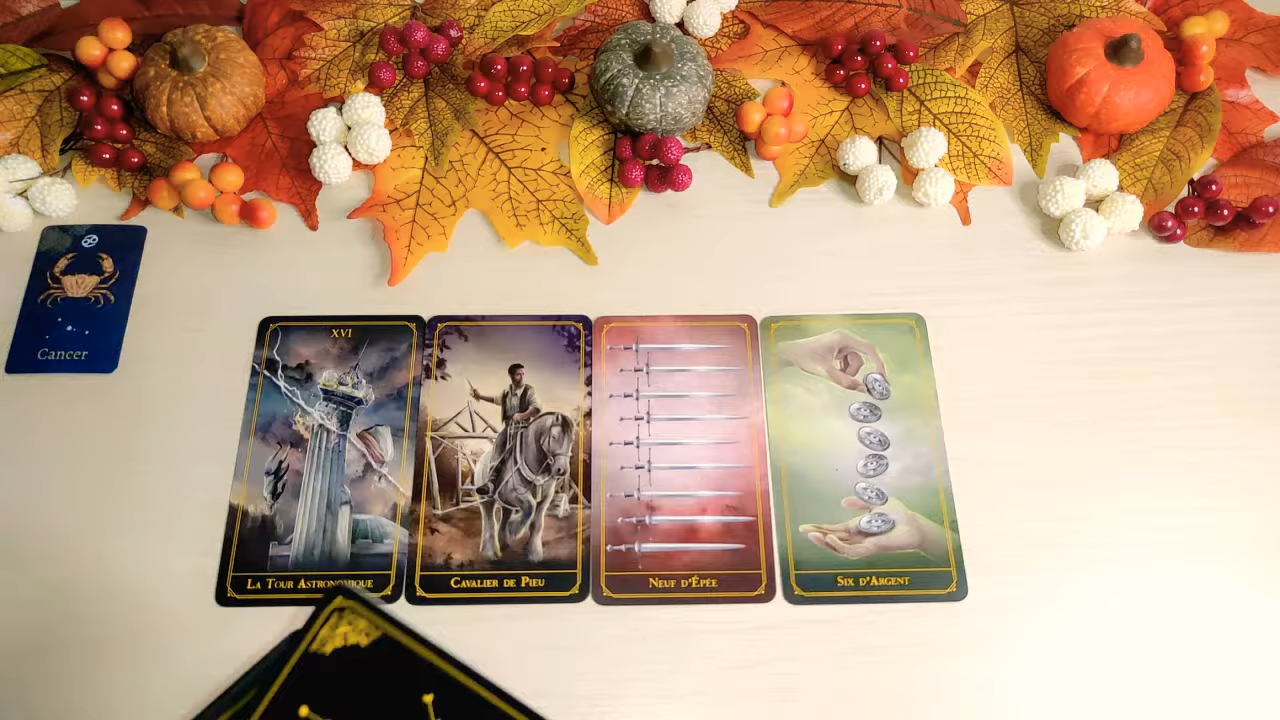 Cancer
XVI
La Tour Astronomique
Cavalier de Pieu
Neuf d'Épée
Six d'Argent